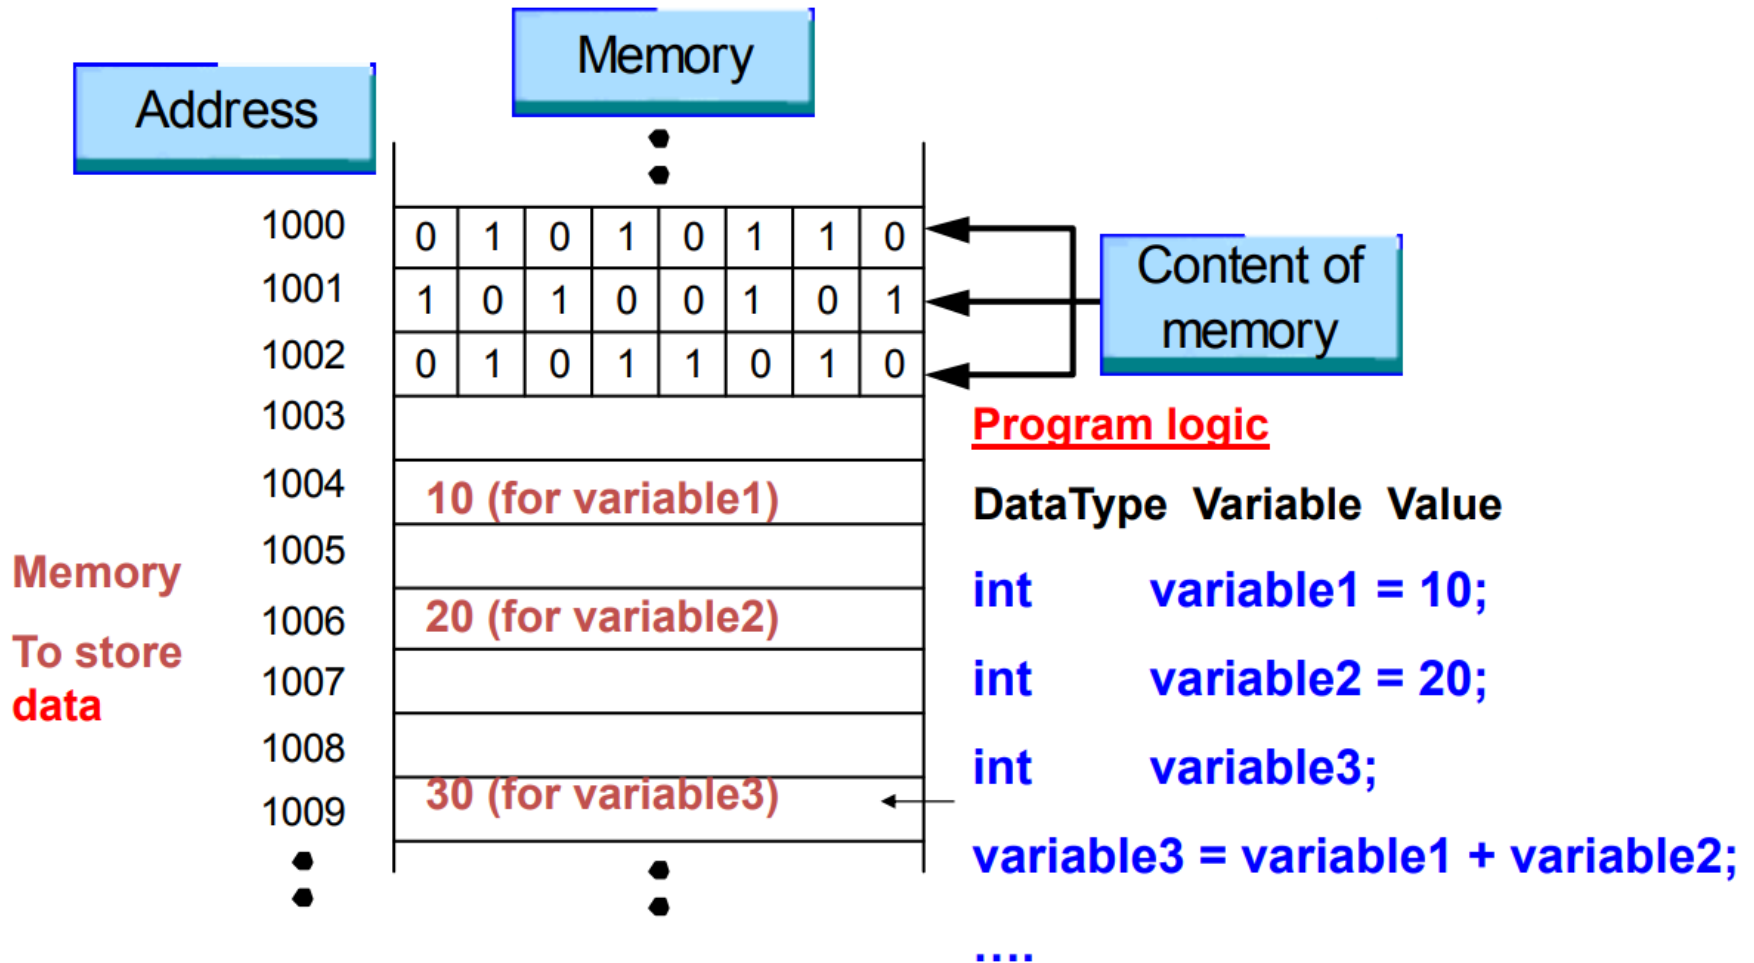 Memory
Address
1000 0 1 0 1 0 1 1 0
1001 1 0 1 0 0 1 0 1
1002 0 1 0 1 1 0 1 0
Content of
memory
1003
1004 10 (for variable1)
1005
1006 20 (for variable2)
1007
1008
1009 30 (for variable3)
Memory
To store
data
Program logic
DataType Variable Value
int variable1 = 10;
int variable2 = 20;
int variable3;
variable3 = variable1 + variable2;
....